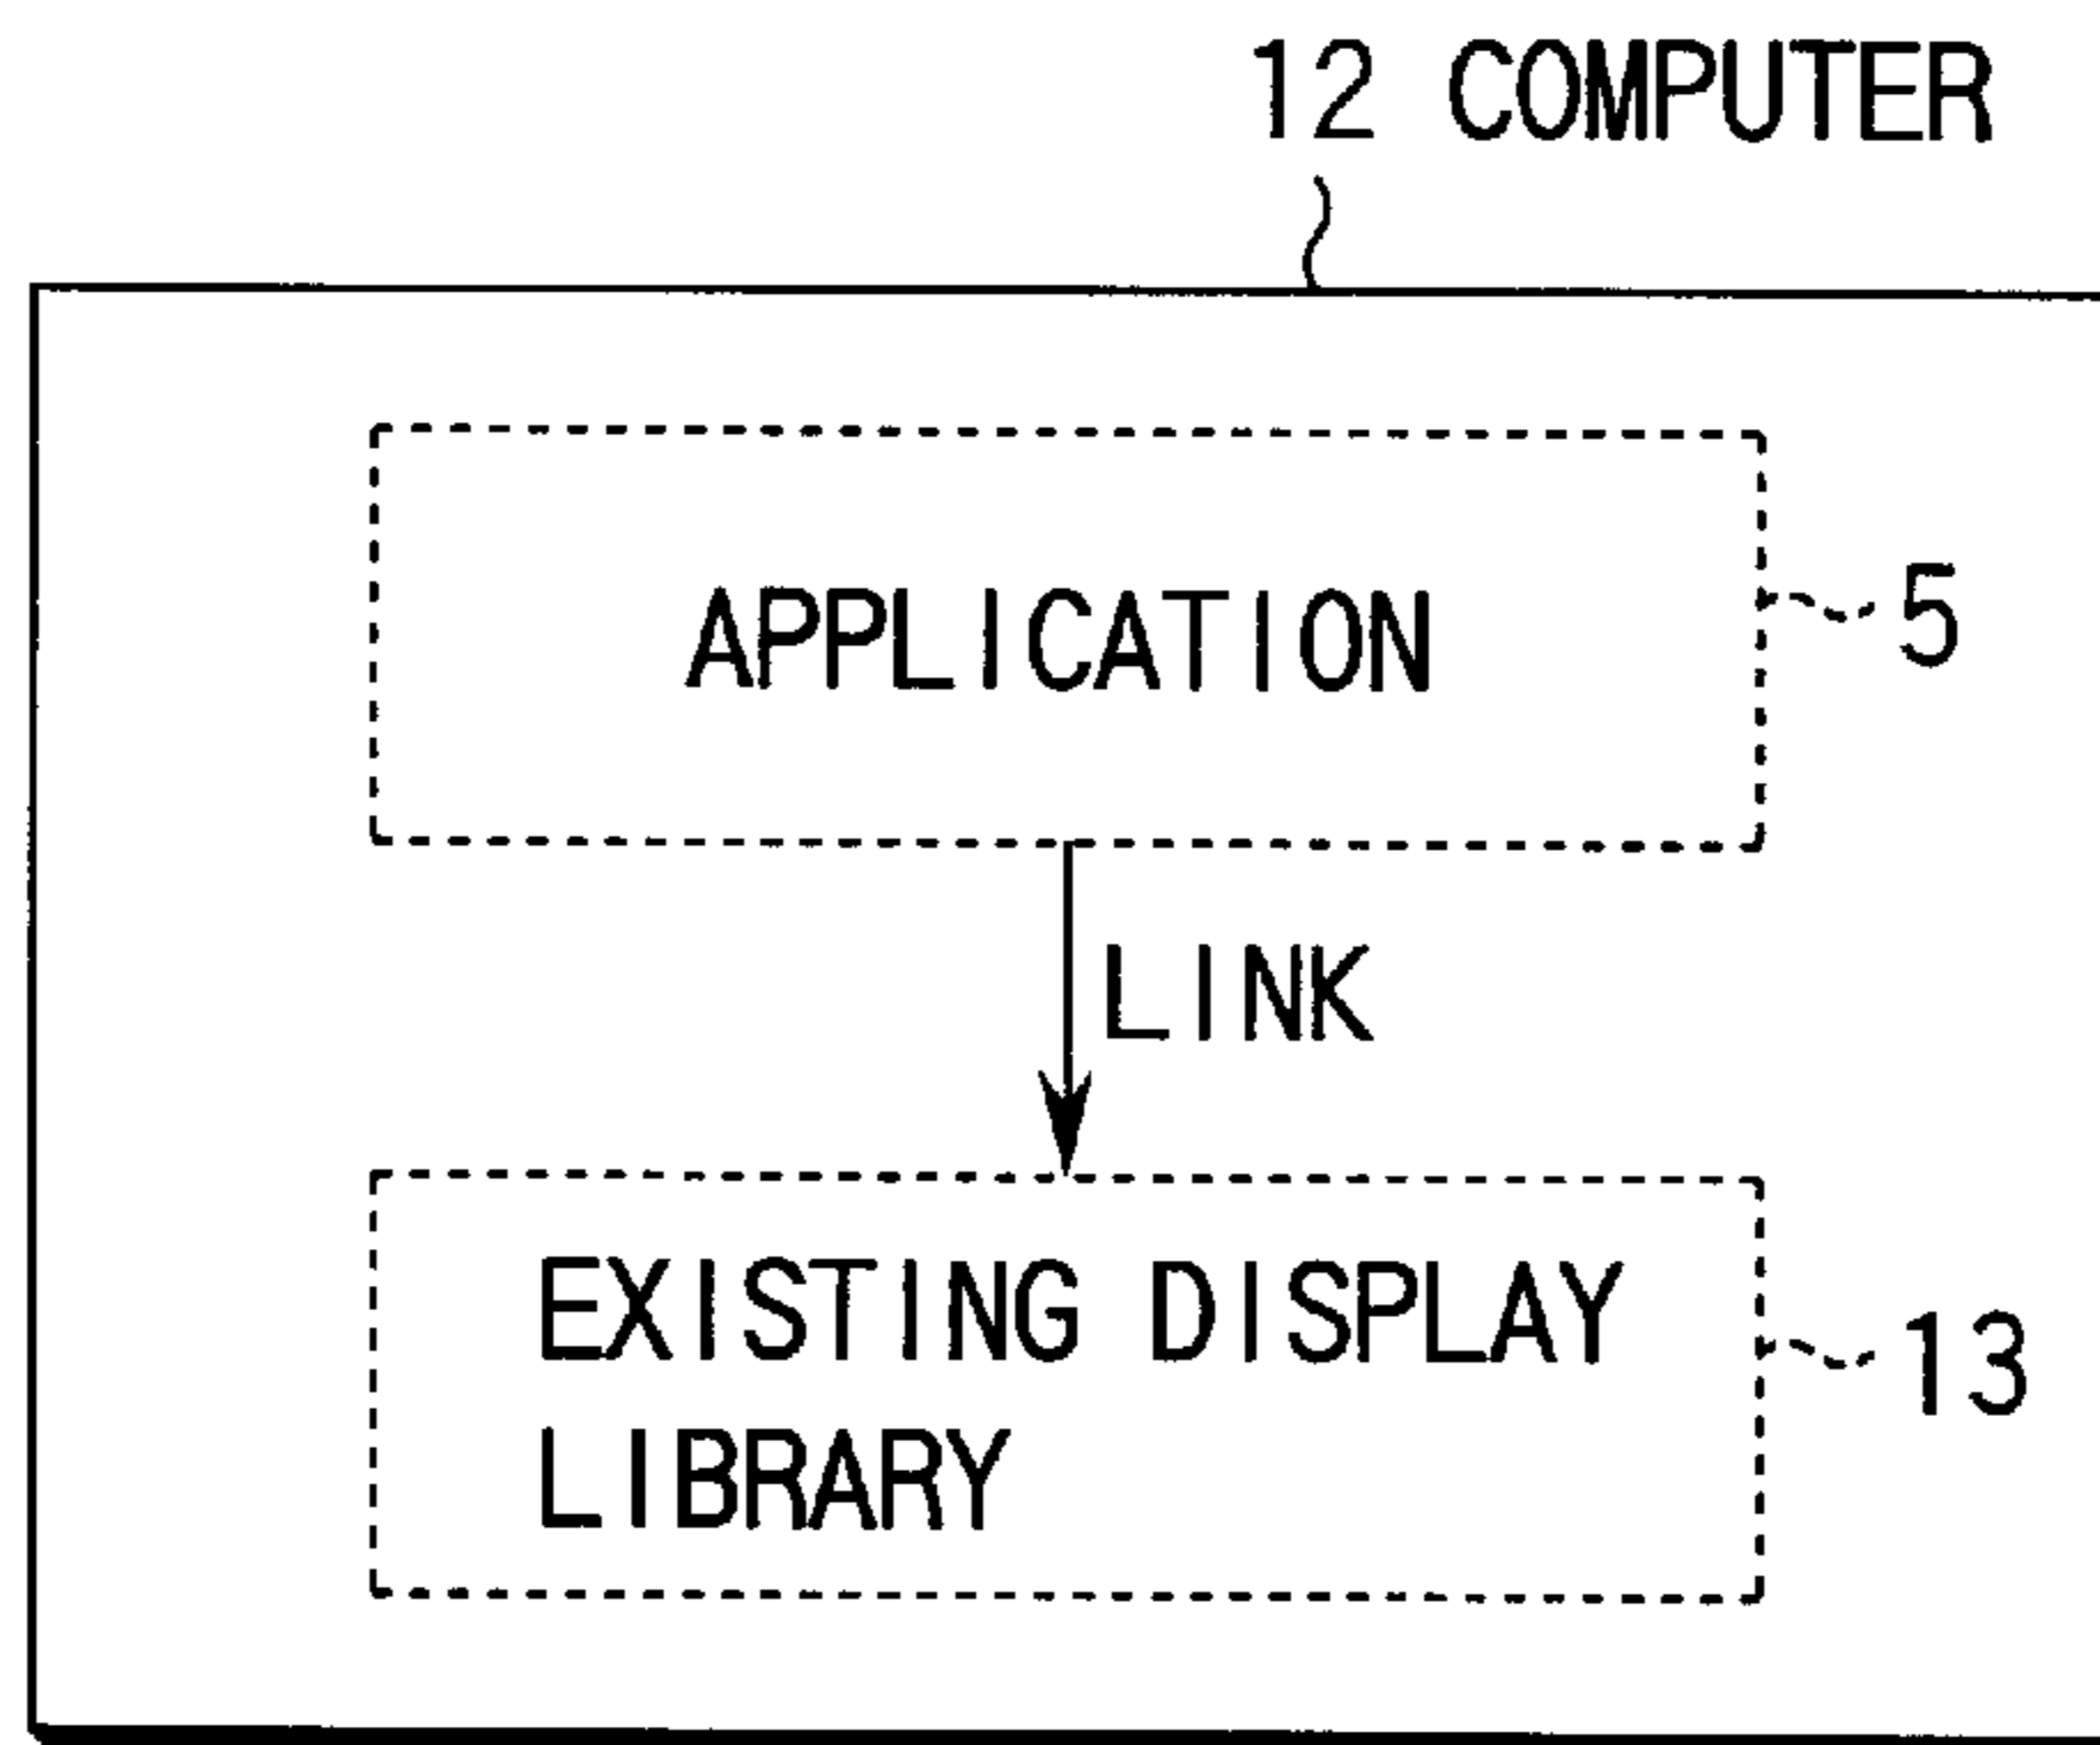 12 COMPUTER
APPLICATION
5
LINK
EXISTING DISPLAY
LIBRARY
13